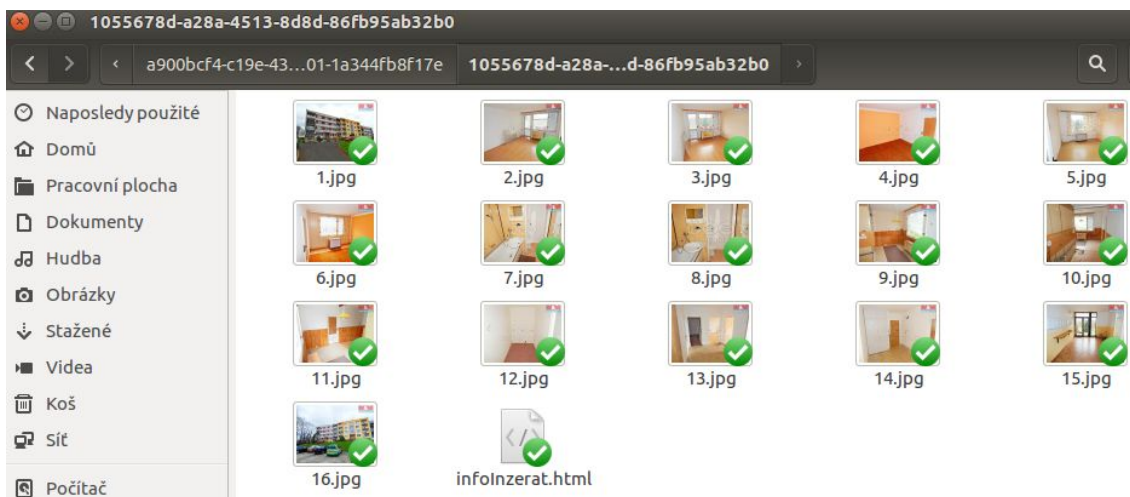 1055678d-a28a-4513-8d8d-86fb95ab32b0
a900bcf4-c19e-43…01-1a344fb8f17e 1055678d-a28a-…d-86fb95ab32b0
Naposledy použité
Domů
Pracovní plocha
Dokumenty
Hudba
Obrázky
Stažené
Videa
Koš
Síť
Počítač
1.jpg 2.jpg 3.jpg 4.jpg 5.jpg
6.jpg 7.jpg 8.jpg 9.jpg 10.jpg
11.jpg 12.jpg 13.jpg 14.jpg 15.jpg
16.jpg infoInzerat.html